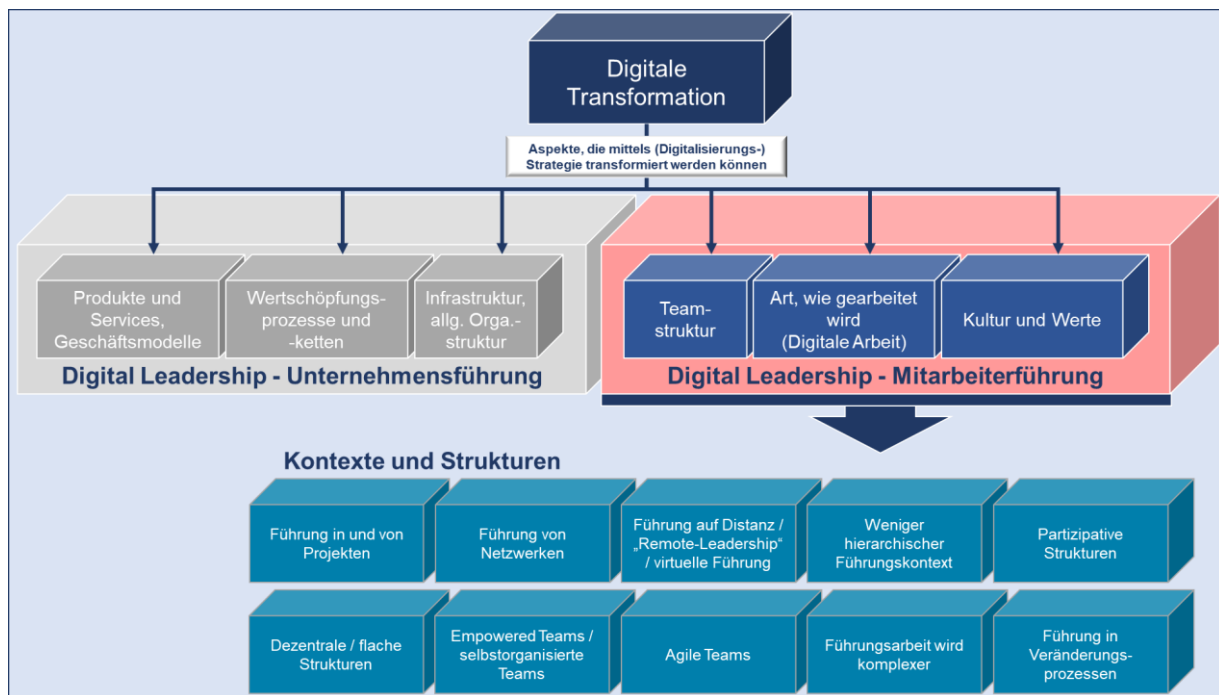 Digitale
Transformation
Aspekte, die mittels (Digitalisierungs-)
Strategie transformiert werden können
Produkte und
Services,
Geschäftsmodelle
Wertschöpfungs-
prozesse und
-ketten
Infrastruktur,
allg. Orga.-
struktur
Digital Leadership - Unternehmensführung
Team-
struktur
Art, wie gearbeitet
wird
(Digitale Arbeit)
Kultur und Werte
Digital Leadership - Mitarbeiterführung
Kontexte und Strukturen
Führung in und von
Projekten
Führung von
Netzwerken
Führung auf Distanz /
„Remote-Leadership“
/ virtuelle Führung
Weniger
hierarchischer
Führungskontext
Partizipative
Strukturen
Dezentrale / flache
Strukturen
Empowered Teams /
selbstorganisierte
Teams
Agile Teams
Führungsarbeit wird
komplexer
Führung in
Veränderungs-
prozessen